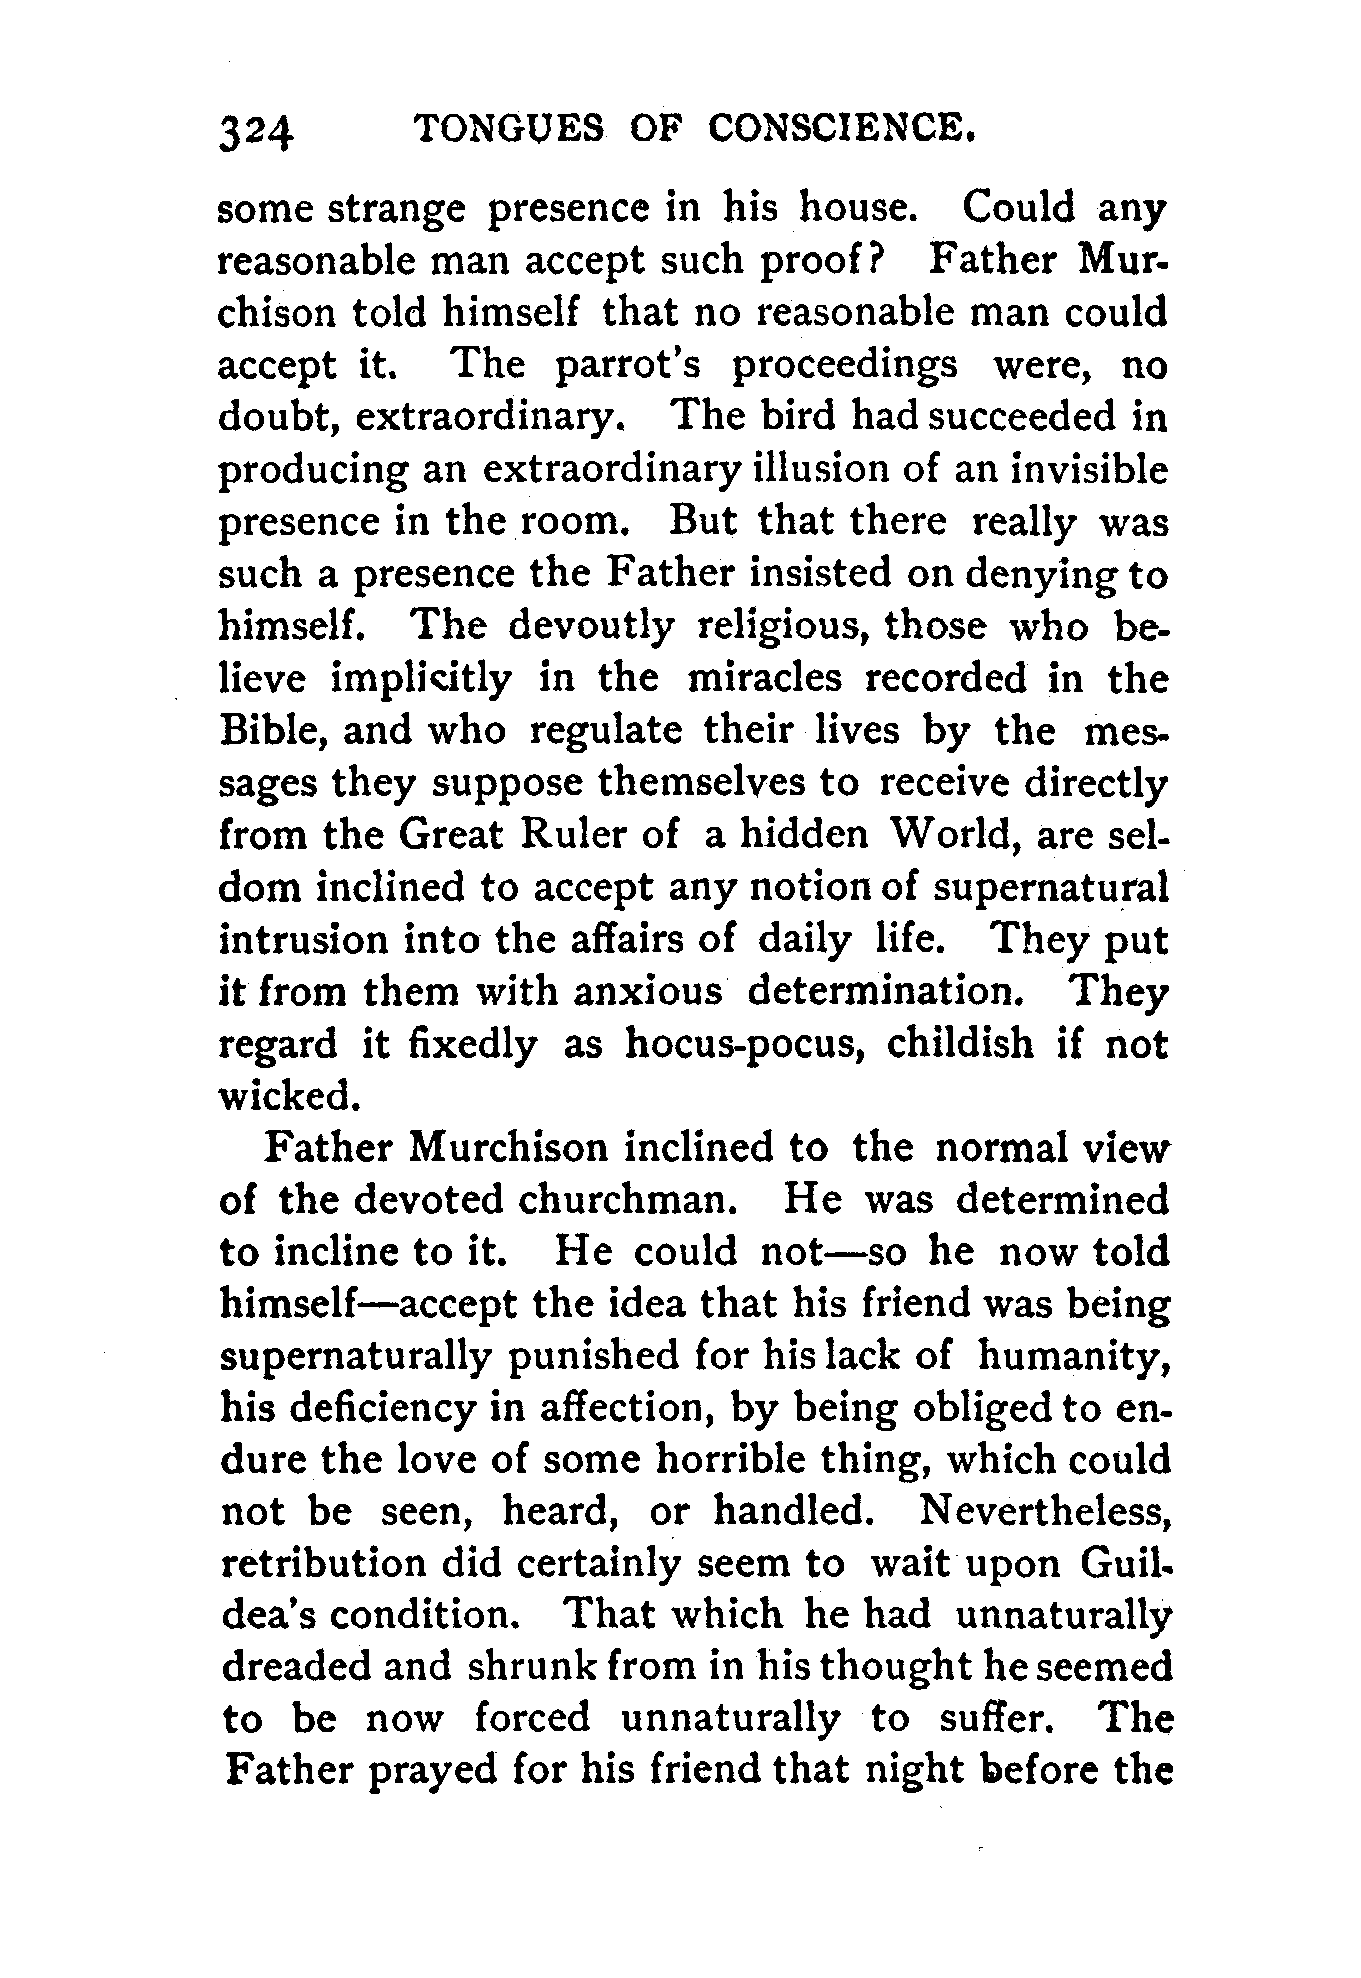 324 TONGUES OF CONSCIENCE.
some strange presence in his house. Could any
reasonable man accept such proof? Father Mur-
chison told himself that no reasonable man could
accept it. The parrot's proceedings were, no
doubt, extraordinary. The bird had succeeded in
producing an extraordinary illusion of an invisible
presence in the room. But that there really was
such a presence the Father insisted on denying to
himself. The devoutly religious, those who be-
lieve implicitly in the miracles recorded in the
Bible, and who regulate their lives by the mes-
sages they suppose themselves to receive directly
from the Great Ruler of a hidden World, are sel-
dom inclined to accept any notion of supernatural
intrusion into the affairs of daily life. They put
it from them with anxious determination. They
regard it fixedly as hocus-pocus, childish if not
wicked.
Father Murchison inclined to the normal view
of the devoted churchman. He was determined
to incline to it. He could not—so he now told
himself—accept the idea that his friend was being
supernaturally punished for his lack of humanity,
his deficiency in affection, by being obliged to en-
dure the love of some horrible thing, which could
not be seen, heard, or handled. Nevertheless,
retribution did certainly seem to wait upon Guil-
dea's condition. That which he had unnaturally
dreaded and shrunk from in his thought he seemed
to be now forced unnaturally to suffer. The
Father prayed for his friend that night before the